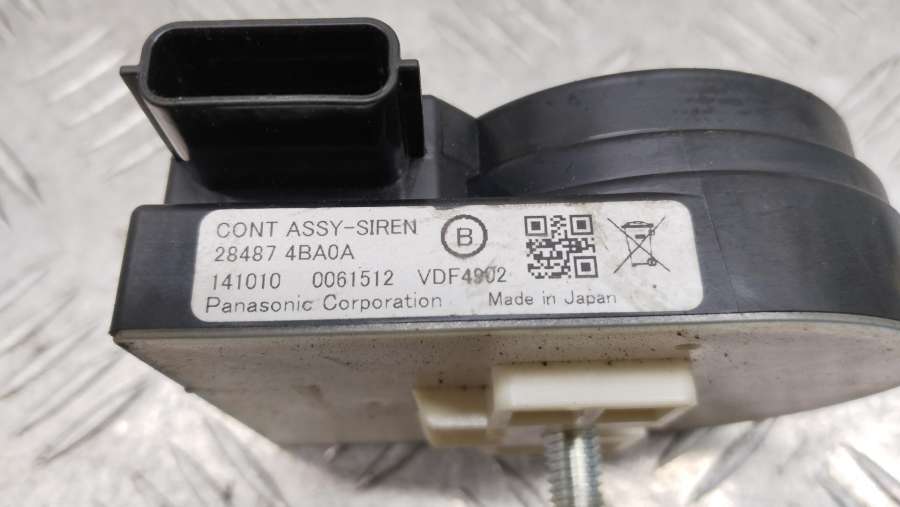 CONT ASSY-SIREN
28487 4BA0A
B
141010 0061512 VDF4902
Panasonic Corporation Made in Japan